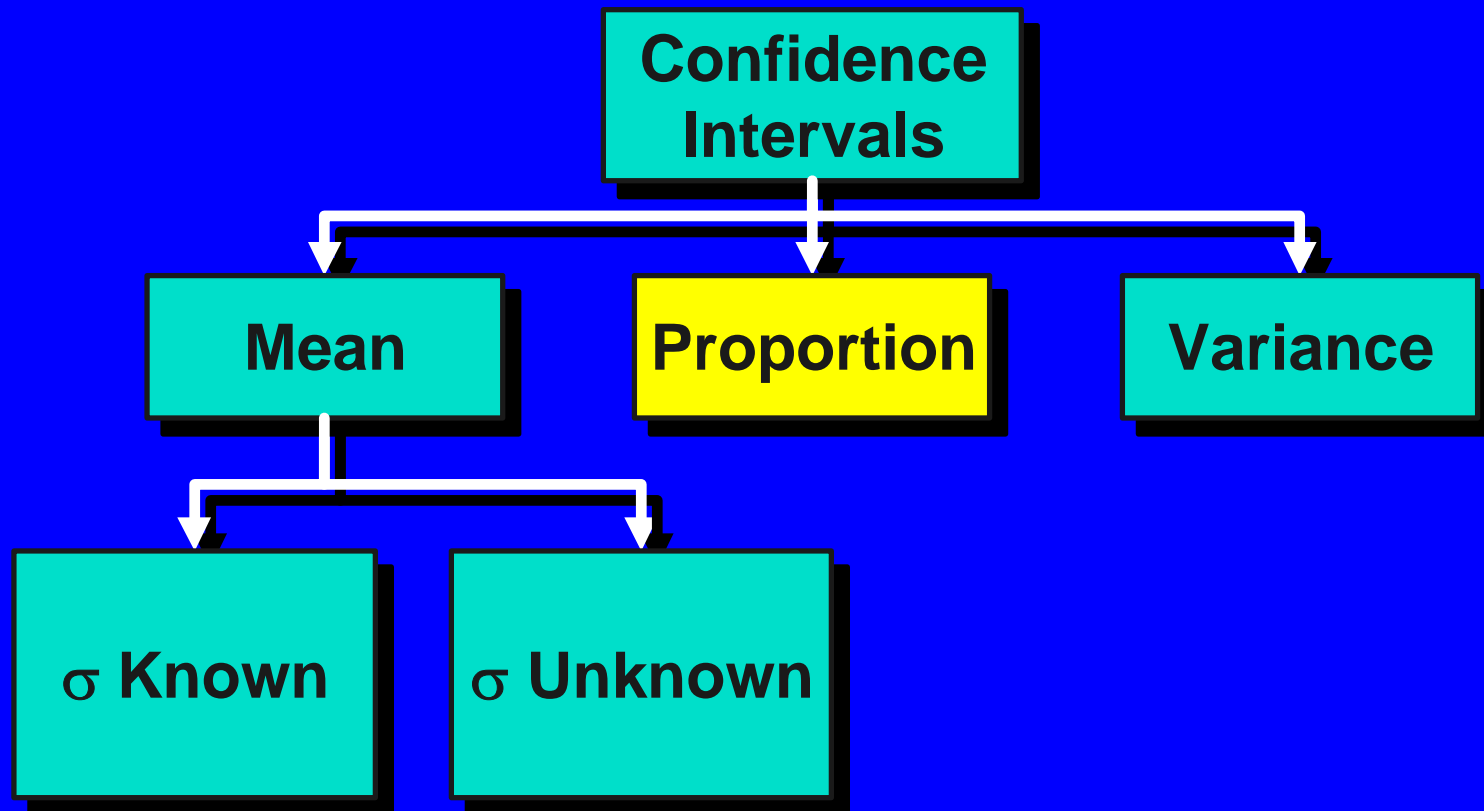 Confidence
Intervals
Mean
Proportion
Variance
σ Known
σ Unknown